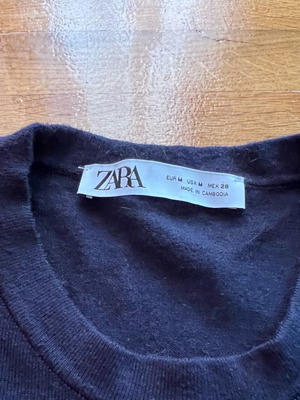 ZARA
EUR M USA M MEX 28
MADE IN CAMBODIA